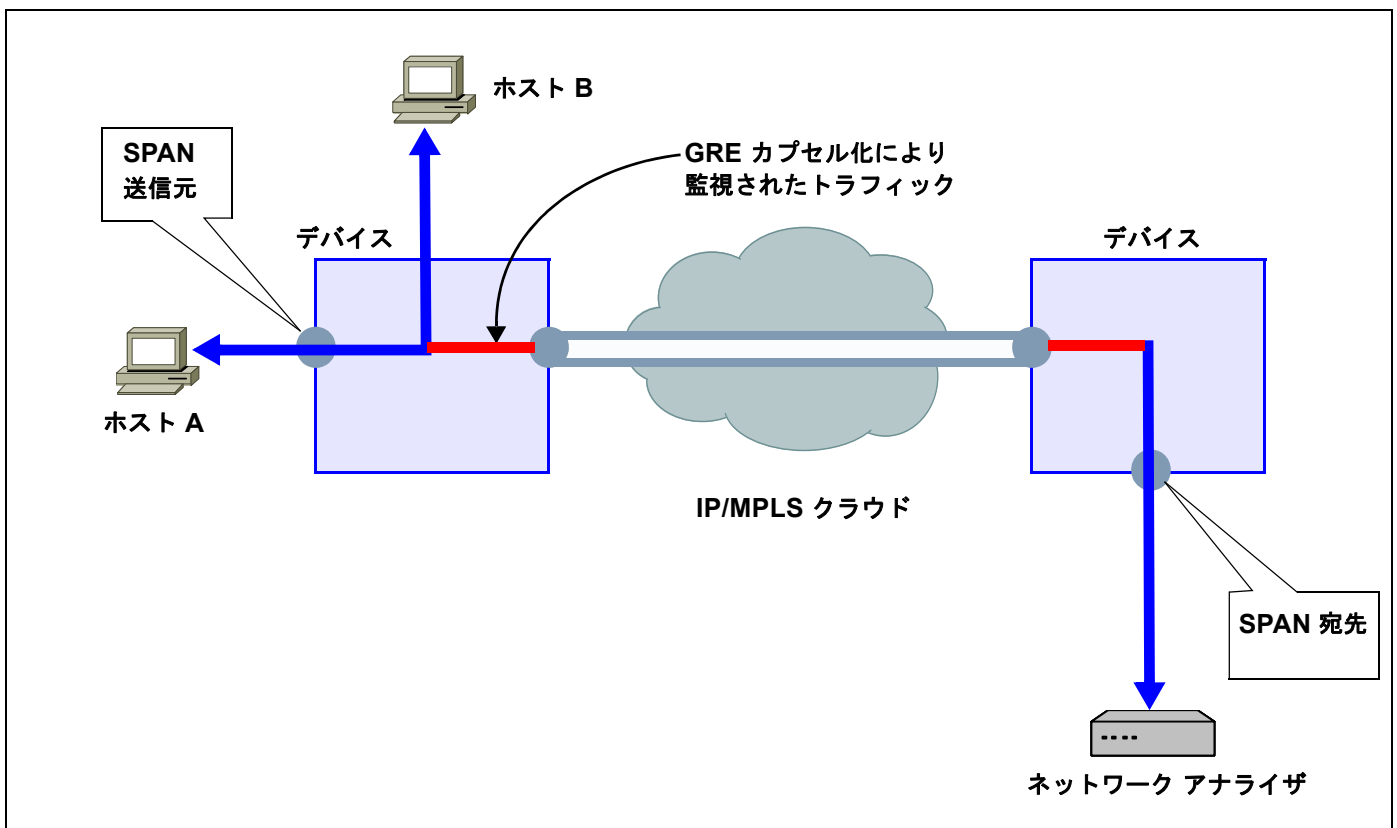 ホスト B
SPAN
送信元
GRE カプセル化により
監視されたトラフィック
デバイス
デバイス
ホスト A
IP/MPLS クラウド
SPAN 宛先
ネットワーク アナライザ